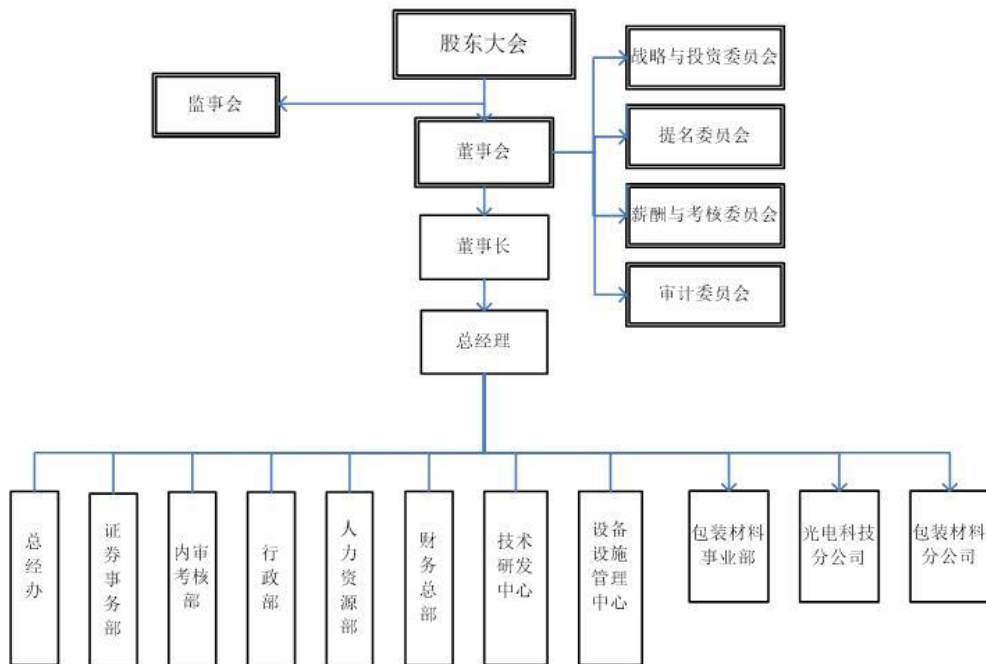 股东大会
战略与投资委员会
监事会
提名委员会
董事会
薪酬与考核委员会
董事长
审计委员会
总经理
总经办
证券事务部
内审
考核
部
行政部
人力资源部
财务总部
技术
研发
中心
设备
设施
管理
中心
包装材料
事业部
光电科技
分公司
包装材料
分公司